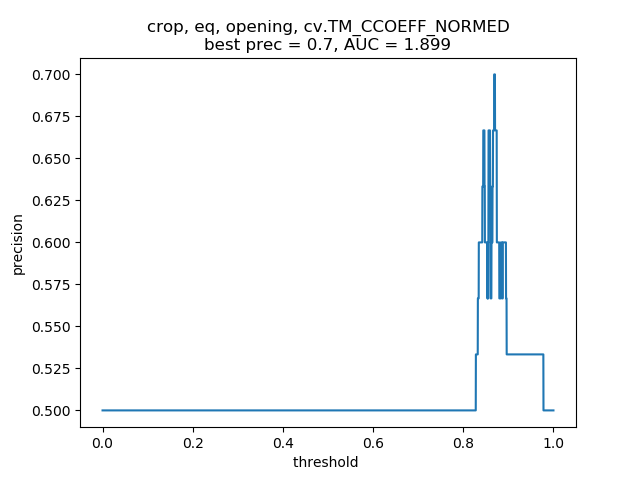 crop, eq, opening, cv.TM_CCOEFF_NORMED
best prec = 0.7, AUC = 1.899
0.700
0.675
0.650
0.625
0.600
0.575
0.550
0.525
0.500
precision
0.0 0.2 0.4 0.6 0.8 1.0
threshold